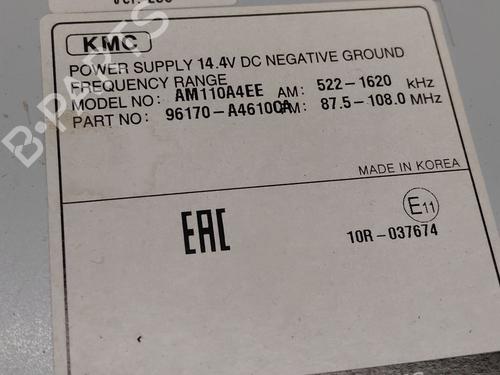 KMC
POWER SUPPLY 14.4V DC NEGATIVE GROUND
FREQUENCY RANGE
MODEL NO: AM110A4EE AM: 522-1620 kHz
PART NO: 96170-A4610CA FM: 87.5-108.0 MHz
MADE IN KOREA
EAC
E11
10R-037674
B-PARTS